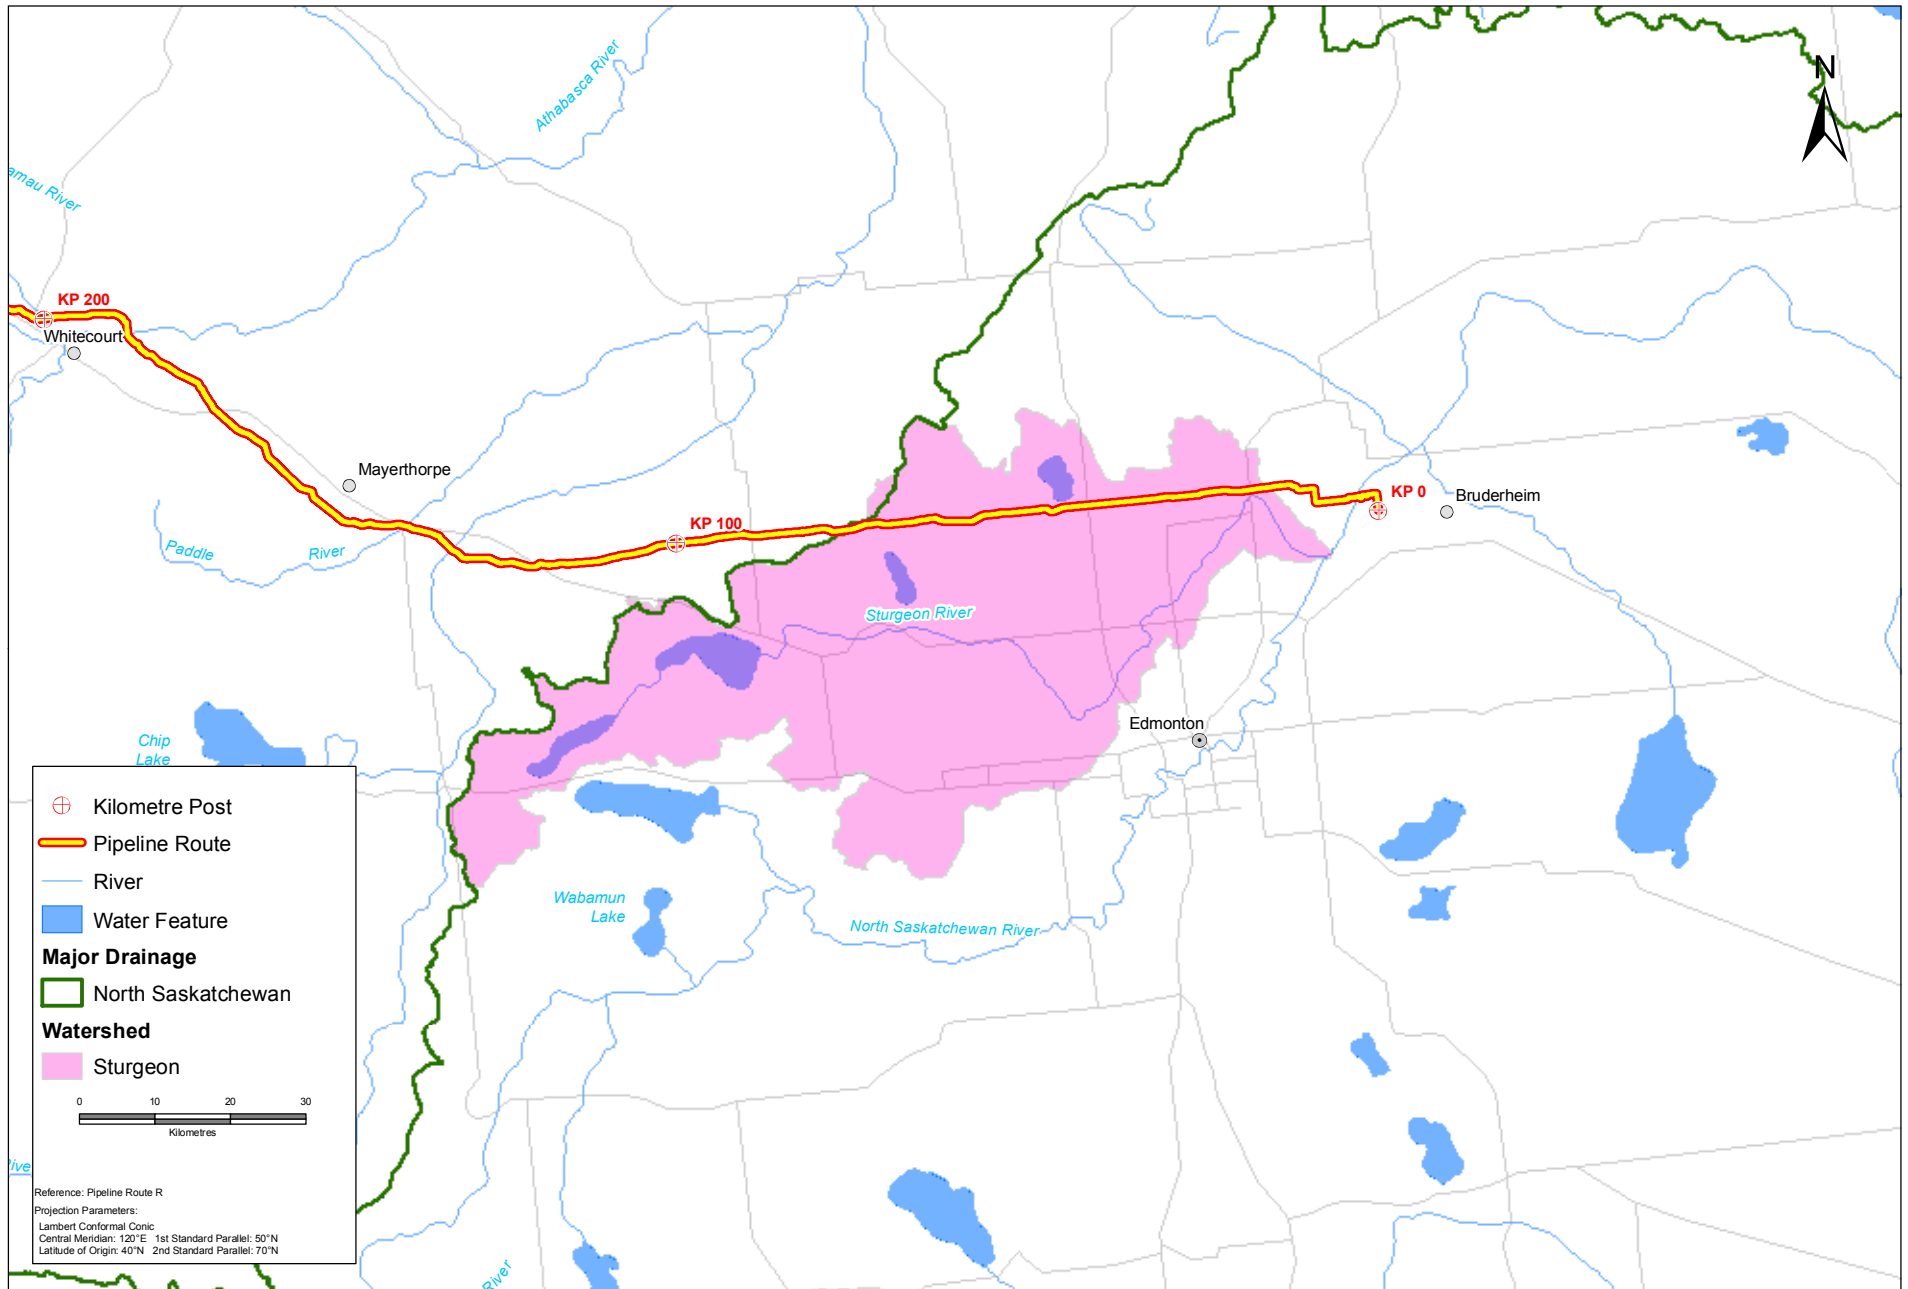 N
Athabasca River
amau River
KP 200
Whitecourt
Mayerthorpe
KP 100
KP 0
Bruderheim
Paddle
River
Sturgeon River
Edmonton
Chip
Lake
Wabamun
Lake
North Saskatchewan River
Kilometre Post
Pipeline Route
River
Water Feature
Major Drainage
North Saskatchewan
Watershed
Sturgeon
0 10 20 30
Kilometres
River
Reference: Pipeline Route R
Projection Parameters:
Lambert Conformal Conic
Central Meridian: 120°E 1st Standard Parallel: 50°N
Latitude of Origin: 40°N 2nd Standard Parallel: 70°N